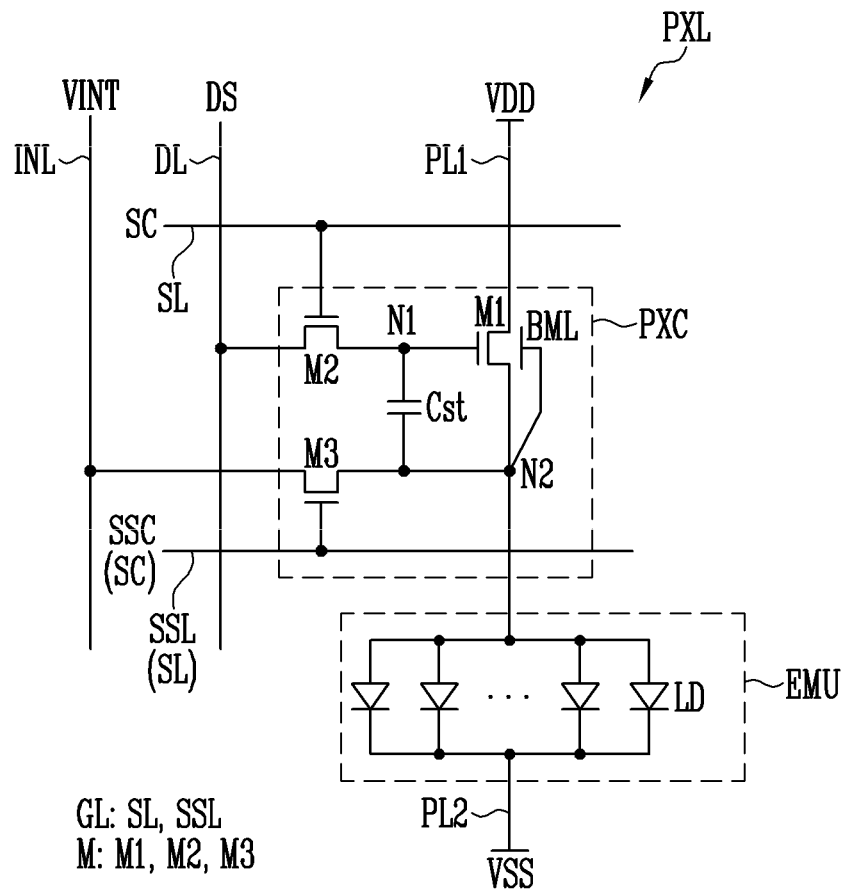 PXL
VINT
DS
VDD
INL
DL
PL1
SC
SL
N1
M1
BML
PXC
M2
Cst
M3
N2
SSC
(SC)
SSL
(SL)
. . .
LD
EMU
GL: SL, SSL
M: M1, M2, M3
PL2
VSS